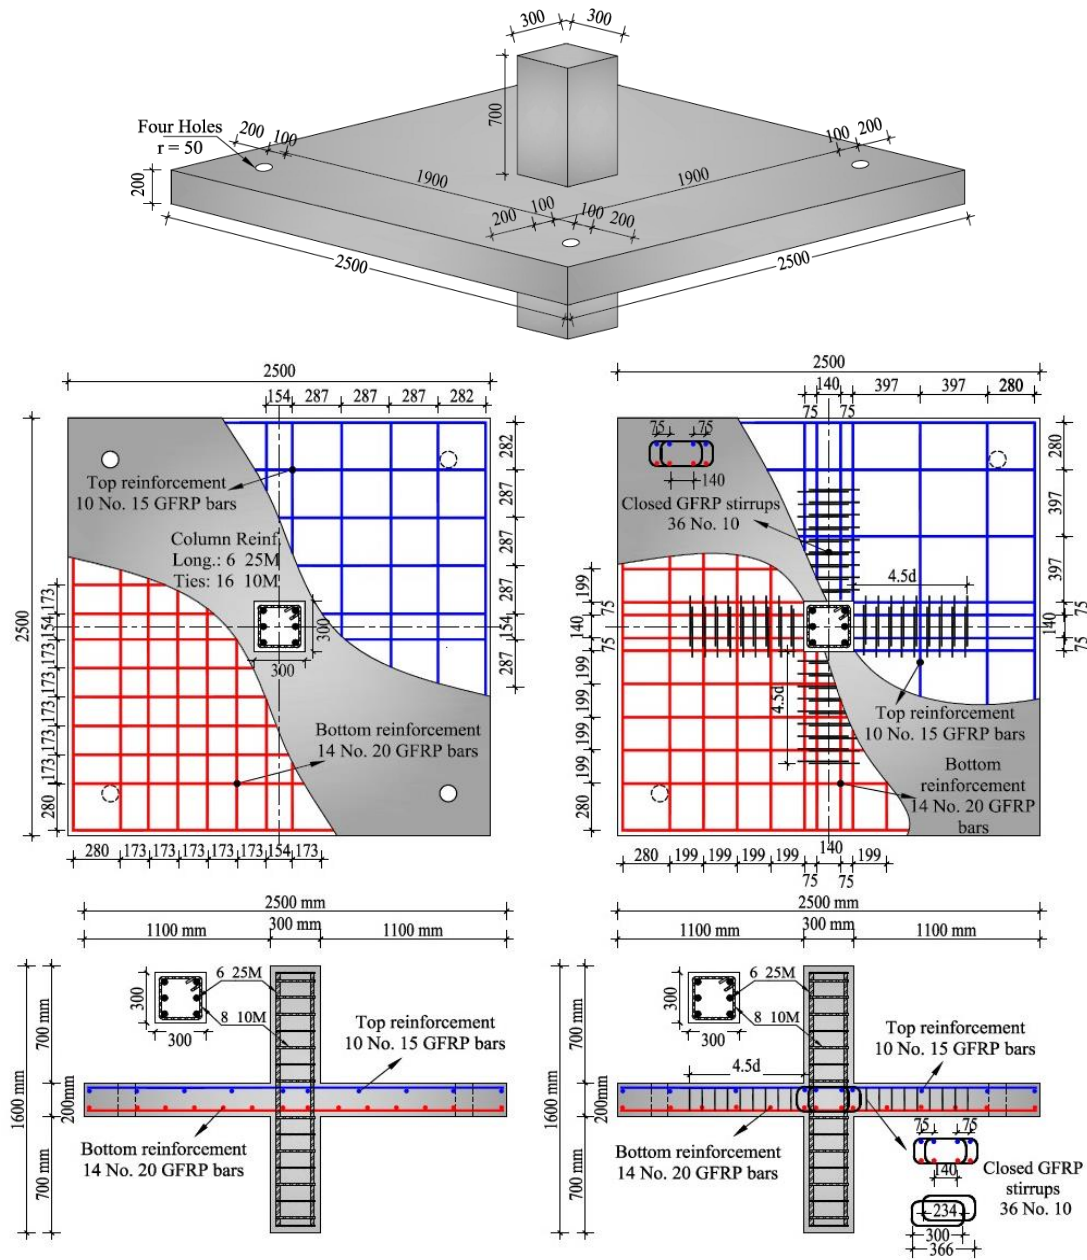 300
300
700
Four Holes
r = 50
200
100
1900
1900
100
200
200
200
100
100
200
2500
2500
2500
154
287
287
287
282
282
287
287
287
154
287
Top reinforcement
10 No. 15 GFRP bars
Column Reinf.
Long.: 6 25M
Ties: 16 10M
300
300
2500
173
154
173
173
173
173
173
280
Bottom reinforcement
14 No. 20 GFRP bars
280
173
173
173
173
173
154
173
2500
140
397
397
280
75
75
75
75
140
Closed GFRP stirrups
36 No. 10
4.5d
280
397
397
75
140
75
199
75
140
75
199
199
199
199
280
4.5d
Top reinforcement
10 No. 15 GFRP bars
Bottom
reinforcement
14 No. 20 GFRP
bars
280
199
199
199
199
140
199
75
75
2500 mm
300 mm
1100 mm
1100 mm
6 25M
300
300
8 10M
Top reinforcement
10 No. 15 GFRP bars
1600 mm
700 mm
200mm
700 mm
Bottom reinforcement
14 No. 20 GFRP bars
2500 mm
300 mm
1100 mm
1100 mm
6 25M
300
300
8 10M
Top reinforcement
10 No. 15 GFRP bars
4.5d
1600 mm
700 mm
200mm
700 mm
Bottom reinforcement
14 No. 20 GFRP bars
75
75
140
Closed GFRP
stirrups
36 No. 10
234
300
366